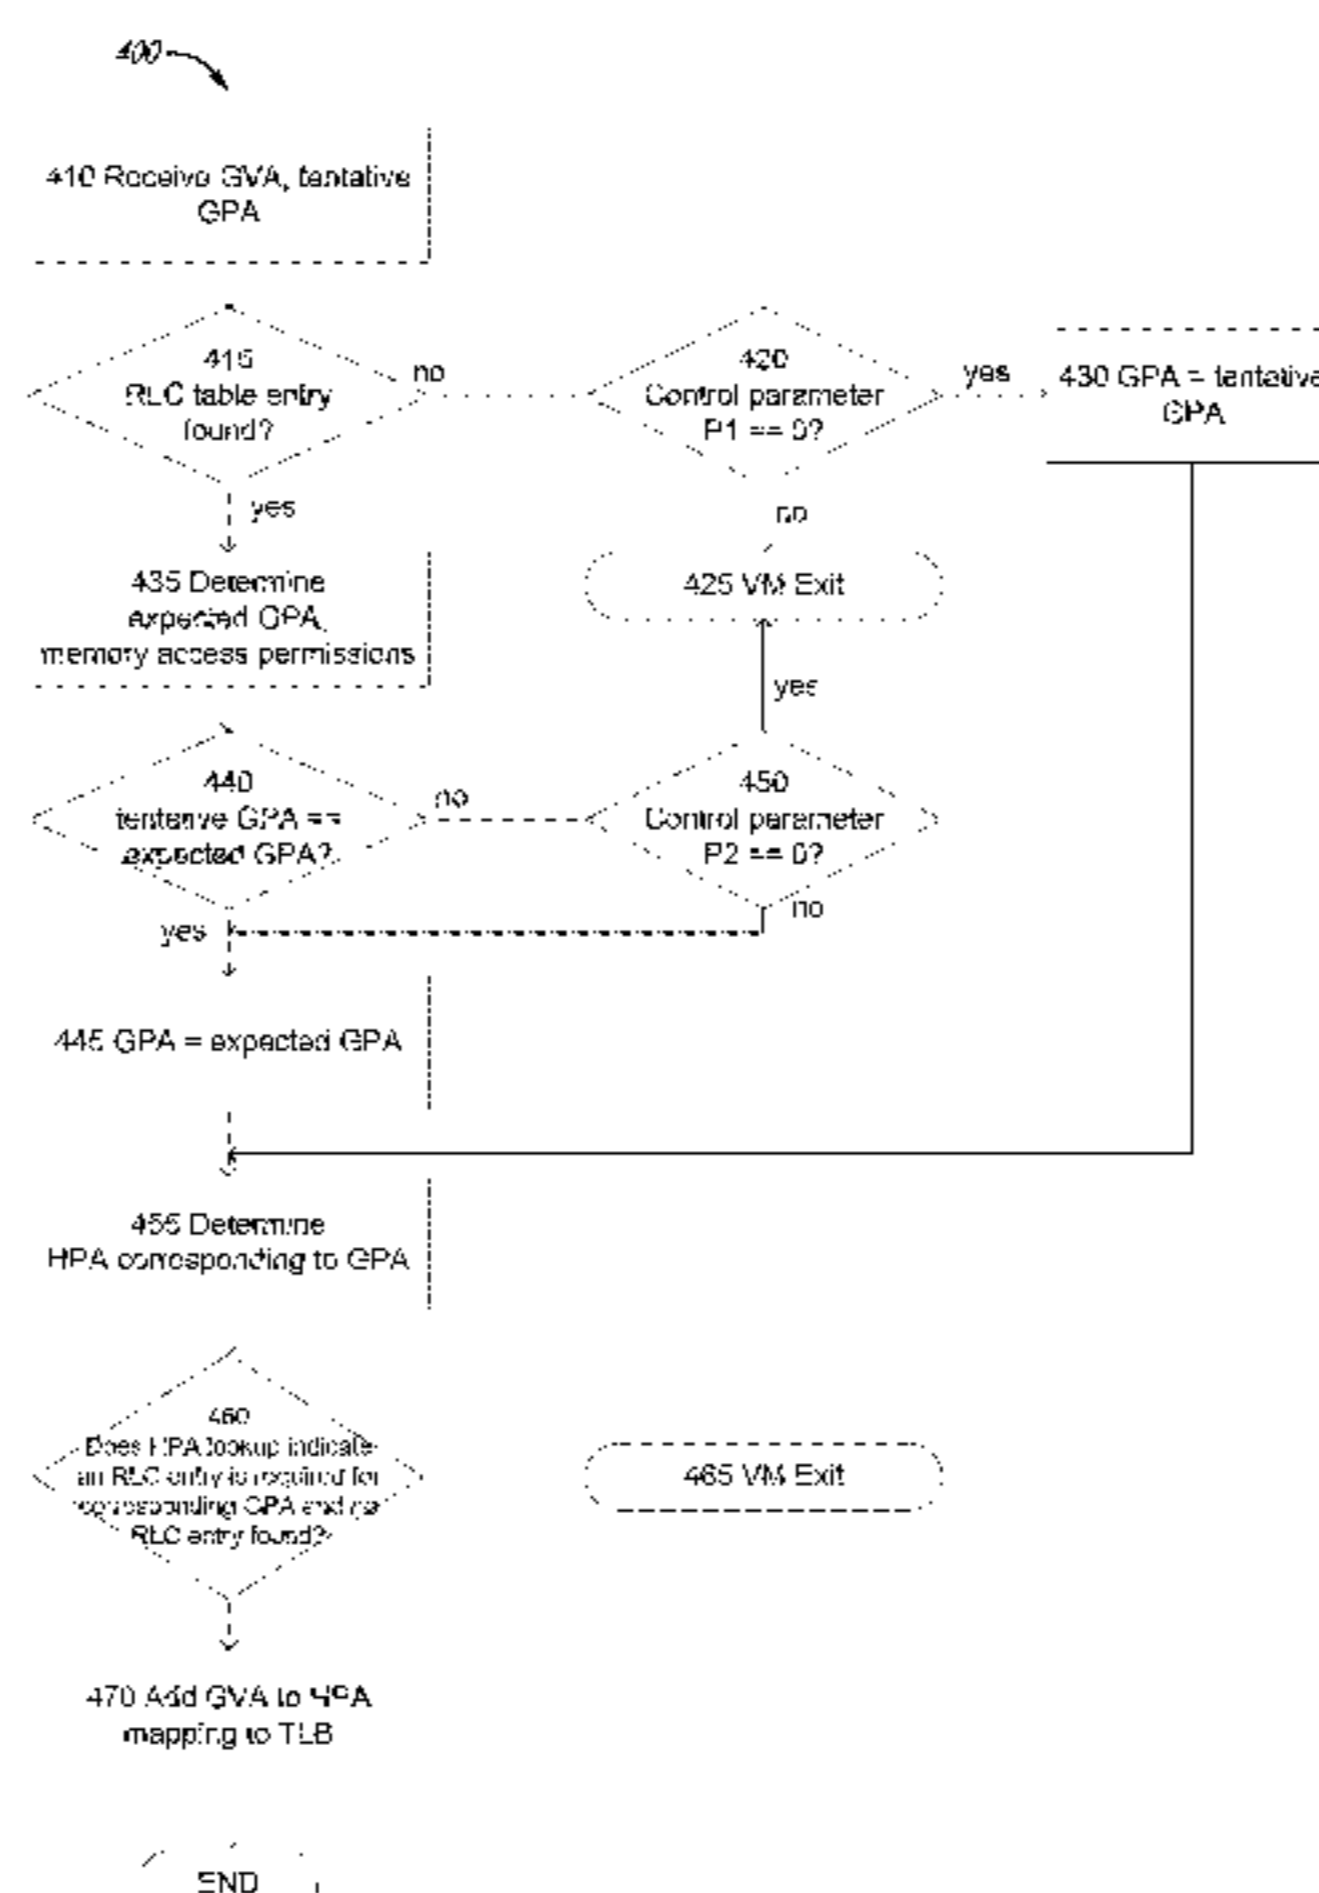 400
410 Receive GVA, tentative
GPA
415
RLC table entry
found?
no
420
Control parameter
P1 == 0?
yes
430 GPA = tentative
GPA
yes
no
435 Determine
expected GPA,
memory access permissions
425 VM Exit
yes
440
tentative GPA ==
expected GPA?
no
450
Control parameter
P2 == 0?
no
yes
445 GPA = expected GPA
455 Determine
HPA corresponding to GPA
460
Does HPA lookup indicate
an RLC entry is required for
corresponding GPA and no
RLC entry found?
465 VM Exit
470 Add GVA to HPA
mapping to TLB
END